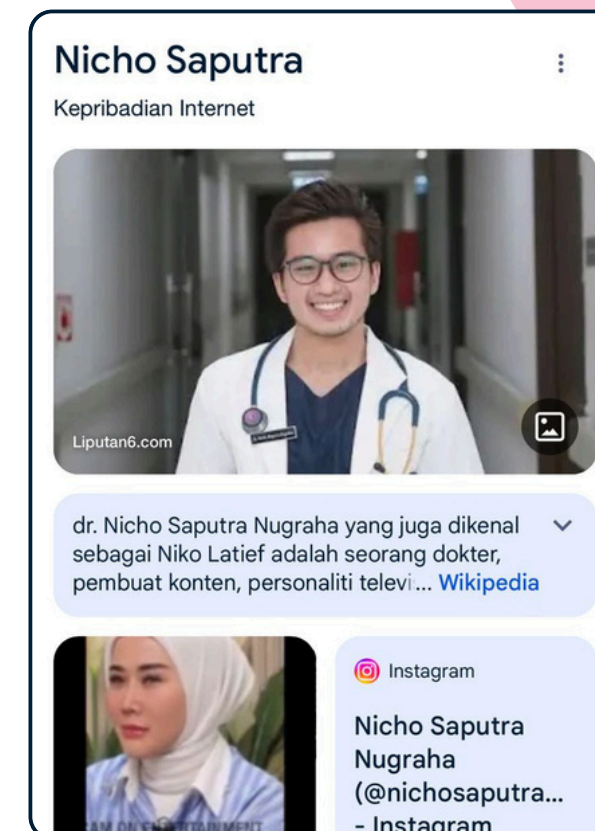 Nicho Saputra
Kepribadian Internet
Liputan6.com
dr. Nicho Saputra Nugraha yang juga dikenal
sebagai Niko Latief adalah seorang dokter,
pembuat konten, personaliti televi... Wikipedia
Instagram
Nicho Saputra
Nugraha
(@nichosaputra...
- Instagram